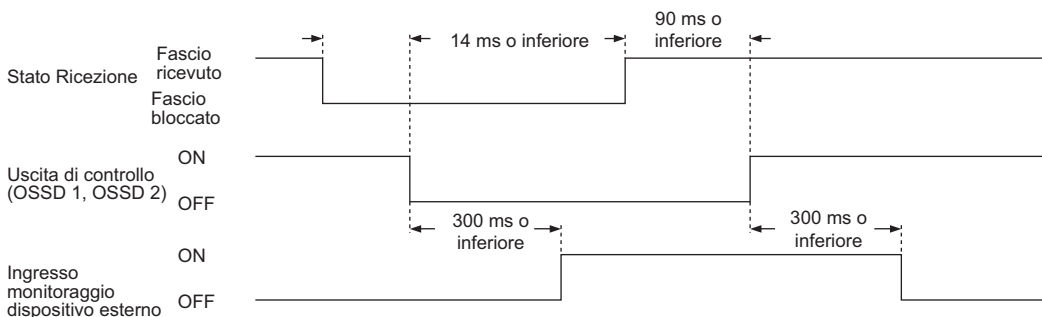 90 ms o
inferiore
14 ms o inferiore
Stato Ricezione
Fascio
ricevuto
Fascio
bloccato
Uscita di controllo
(OSSD 1, OSSD 2)
ON
OFF
300 ms o
inferiore
300 ms o
inferiore
Ingresso
monitoraggio
dispositivo esterno
ON
OFF